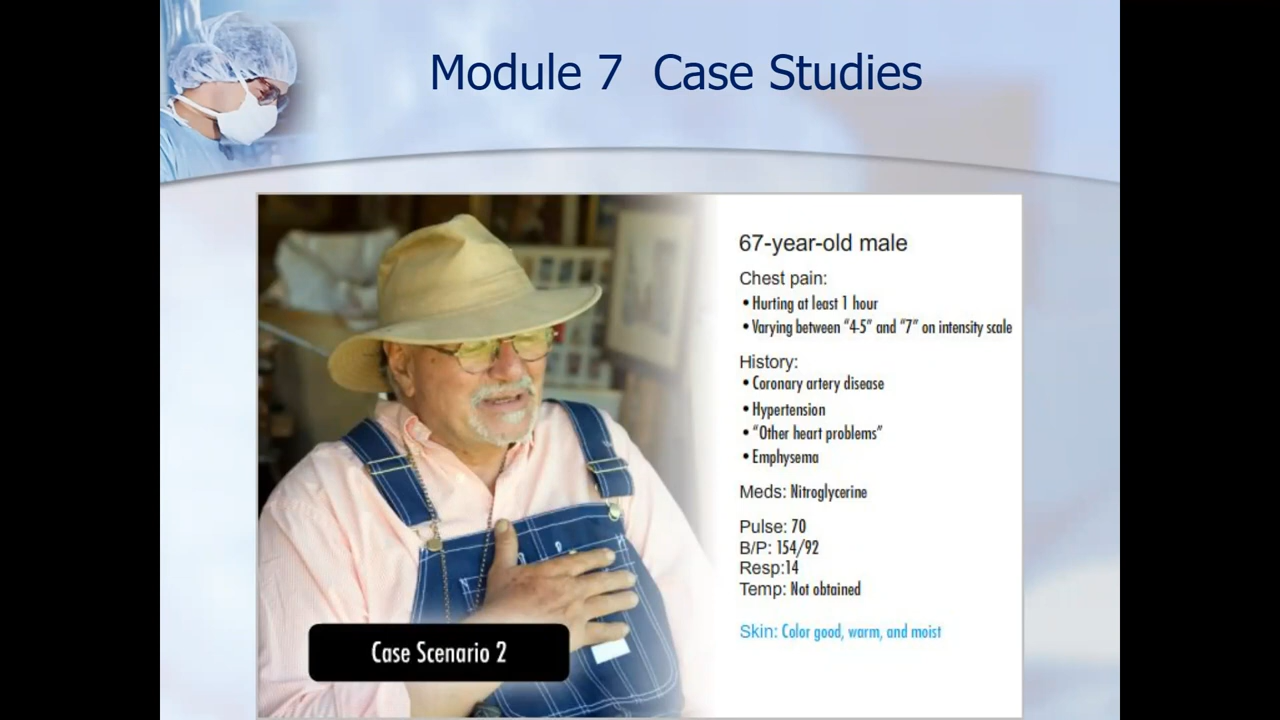 Module 7 Case Studies
67-year-old male
Chest pain:
• Hurting at least 1 hour
• Varying between “4-5” and “7” on intensity scale
History:
• Coronary artery disease
• Hypertension
• “Other heart problems”
• Emphysema
Meds: Nitroglycerine
Pulse: 70
B/P: 154/92
Resp:14
Temp: Not obtained
Skin: Color good, warm, and moist
Case Scenario 2